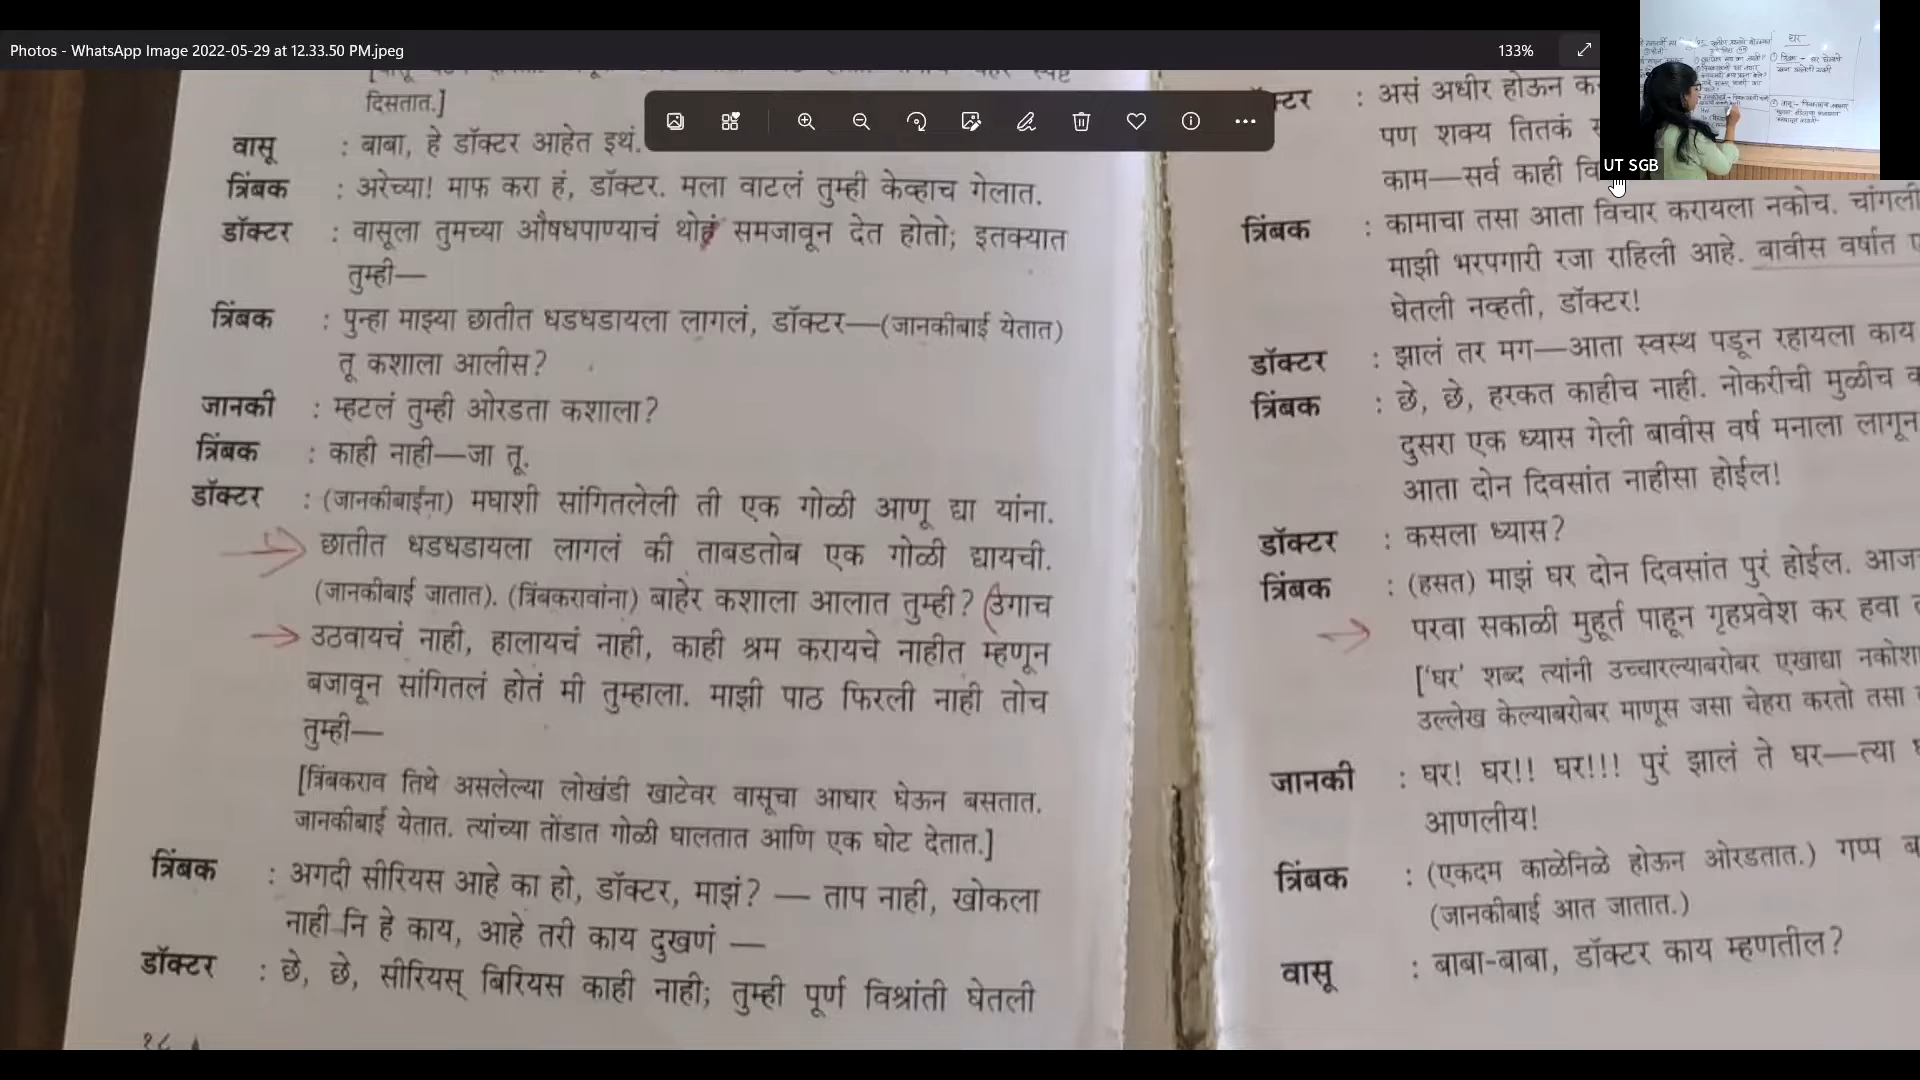 Photos - WhatsApp Image 2022-05-29 at 12.33.50 PM.jpeg
133%
UT SGB
घर
दिसतात.]
वासू : बाबा, हे डॉक्टर आहेत इथं.
त्रिंबक : अरेच्या! माफ करा हं, डॉक्टर. मला वाटलं तुम्ही केव्हाच गेलात.
डॉक्टर : वासूला तुमच्या औषधपाण्याचं थोडं समजावून देत होतो; इतक्यात
तुम्ही—
त्रिंबक : पुन्हा माझ्या छातीत धडधडायला लागलं, डॉक्टर—(जानकीबाई येतात)
तू कशाला आलीस?
जानकी : म्हटलं तुम्ही ओरडता कशाला?
त्रिंबक : काही नाही—जा तू.
डॉक्टर : (जानकीबाईंना) मघाशी सांगितलेली ती एक गोळी आणू द्या यांना.
छातीत धडधडायला लागलं की ताबडतोब एक गोळी द्यायची.
(जानकीबाई जातात). (त्रिंबकरावांना) बाहेर कशाला आलात तुम्ही? उगाच
उठवायचं नाही, हालायचं नाही, काही श्रम करायचे नाहीत म्हणून
बजावून सांगितलं होतं मी तुम्हाला. माझी पाठ फिरली नाही तोच
तुम्ही—
[त्रिंबकराव तिथे असलेल्या लोखंडी खाटेवर वासूचा आधार घेऊन बसतात.
जानकीबाई येतात. त्यांच्या तोंडात गोळी घालतात आणि एक घोट देतात.]
त्रिंबक : अगदी सीरियस आहे का हो, डॉक्टर, माझं? — ताप नाही, खोकला
नाही नि हे काय, आहे तरी काय दुखणं —
डॉक्टर : छे, छे, सीरियस् बिरियस काही नाही; तुम्ही पूर्ण विश्रांती घेतली
१८
: असं अधीर होऊन
पण शक्य तितकं
काम—सर्व काही
त्रिंबक : कामाचा तसा आता विचार करायला नकोच. चांगली
माझी भरपगारी रजा राहिली आहे. बावीस वर्षात
घेतली नव्हती, डॉक्टर!
डॉक्टर : झालं तर मग—आता स्वस्थ पडून रहायला काय
त्रिंबक : छे, छे, हरकत काहीच नाही. नोकरीची मुळीच
दुसरा एक ध्यास गेली बावीस वर्ष मनाला लागून
आता दोन दिवसांत नाहीसा होईल!
डॉक्टर : कसला ध्यास?
त्रिंबक : (हसत) माझं घर दोन दिवसांत पुरं होईल.
परवा सकाळी मुहूर्त पाहून गृहप्रवेश कर हवा
['घर' शब्द त्यांनी उच्चारल्याबरोबर एखाद्या
उल्लेख केल्याबरोबर माणूस जसा चेहरा करतो तसा
जानकी : घर! घर!! घर!!! पुरं झालं ते घर—त्या
आणलीय!
त्रिंबक : (एकदम काळेनिळे होऊन ओरडतात.) गप्प
(जानकीबाई आत जातात.)
वासू : बाबा-बाबा, डॉक्टर काय म्हणतील?